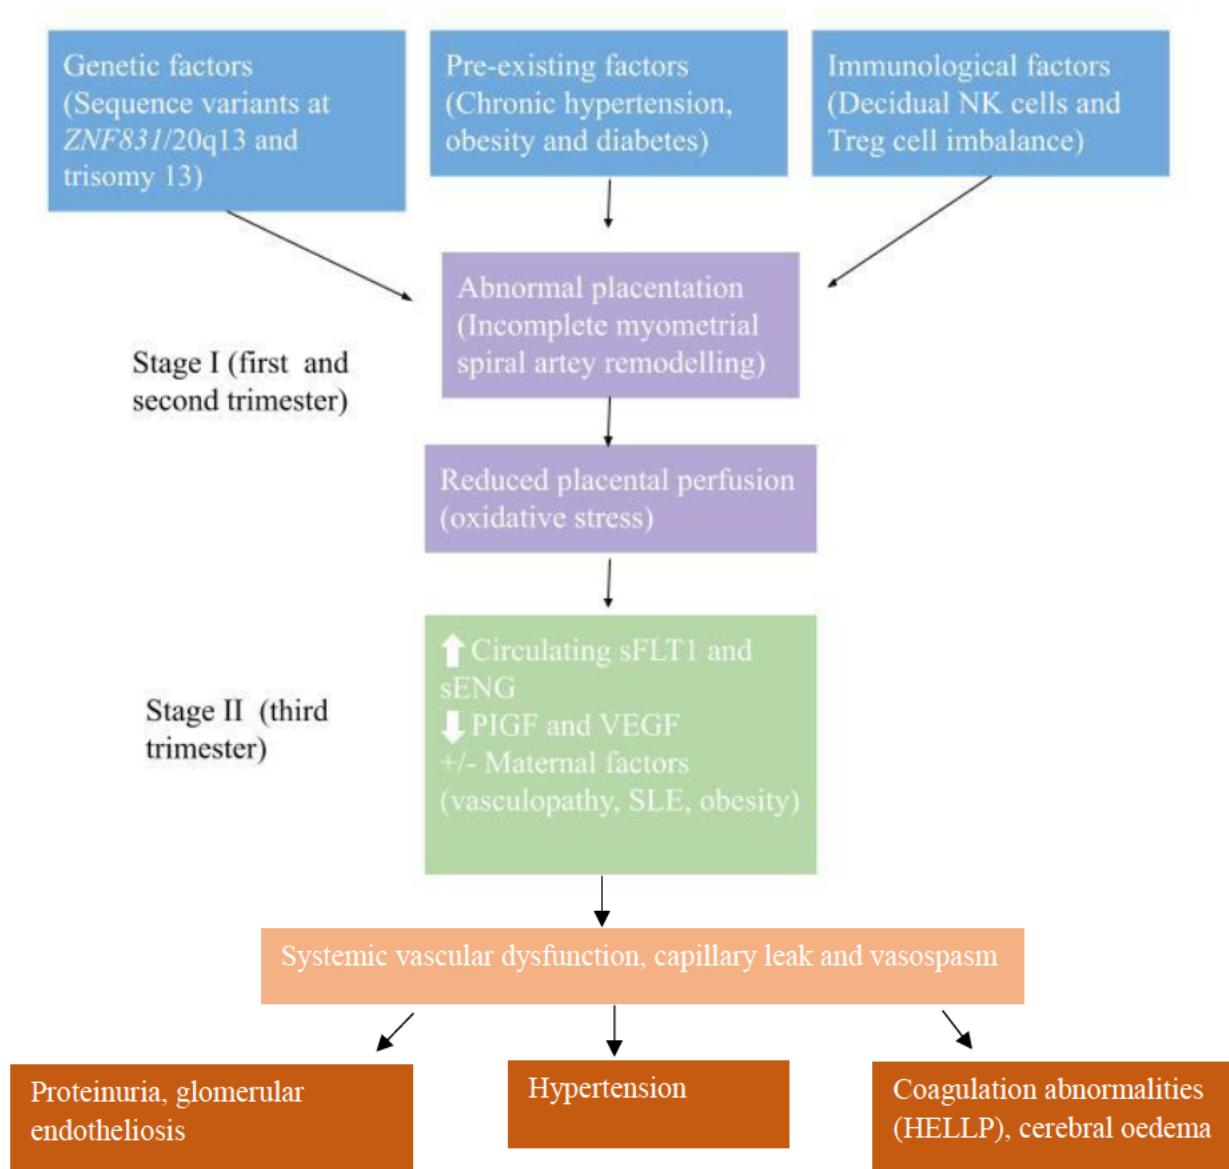 Genetic factors
(Sequence variants at
ZNF831/20q13 and
trisomy 13)
Pre-existing factors
(Chronic hypertension,
obesity and diabetes)
Immunological factors
(Decidual NK cells and
Treg cell imbalance)
Abnormal placentation
(Incomplete myometrial
spiral artey remodelling)
Stage I (first and
second trimester)
Reduced placental perfusion
(oxidative stress)
⬆ Circulating sFLT1 and
sENG
⬇ PIGF and VEGF
+/- Maternal factors
(vasculopathy, SLE, obesity)
Stage II (third
trimester)
Systemic vascular dysfunction, capillary leak and vasospasm
Proteinuria, glomerular
endotheliosis
Hypertension
Coagulation abnormalities
(HELLP), cerebral oedema